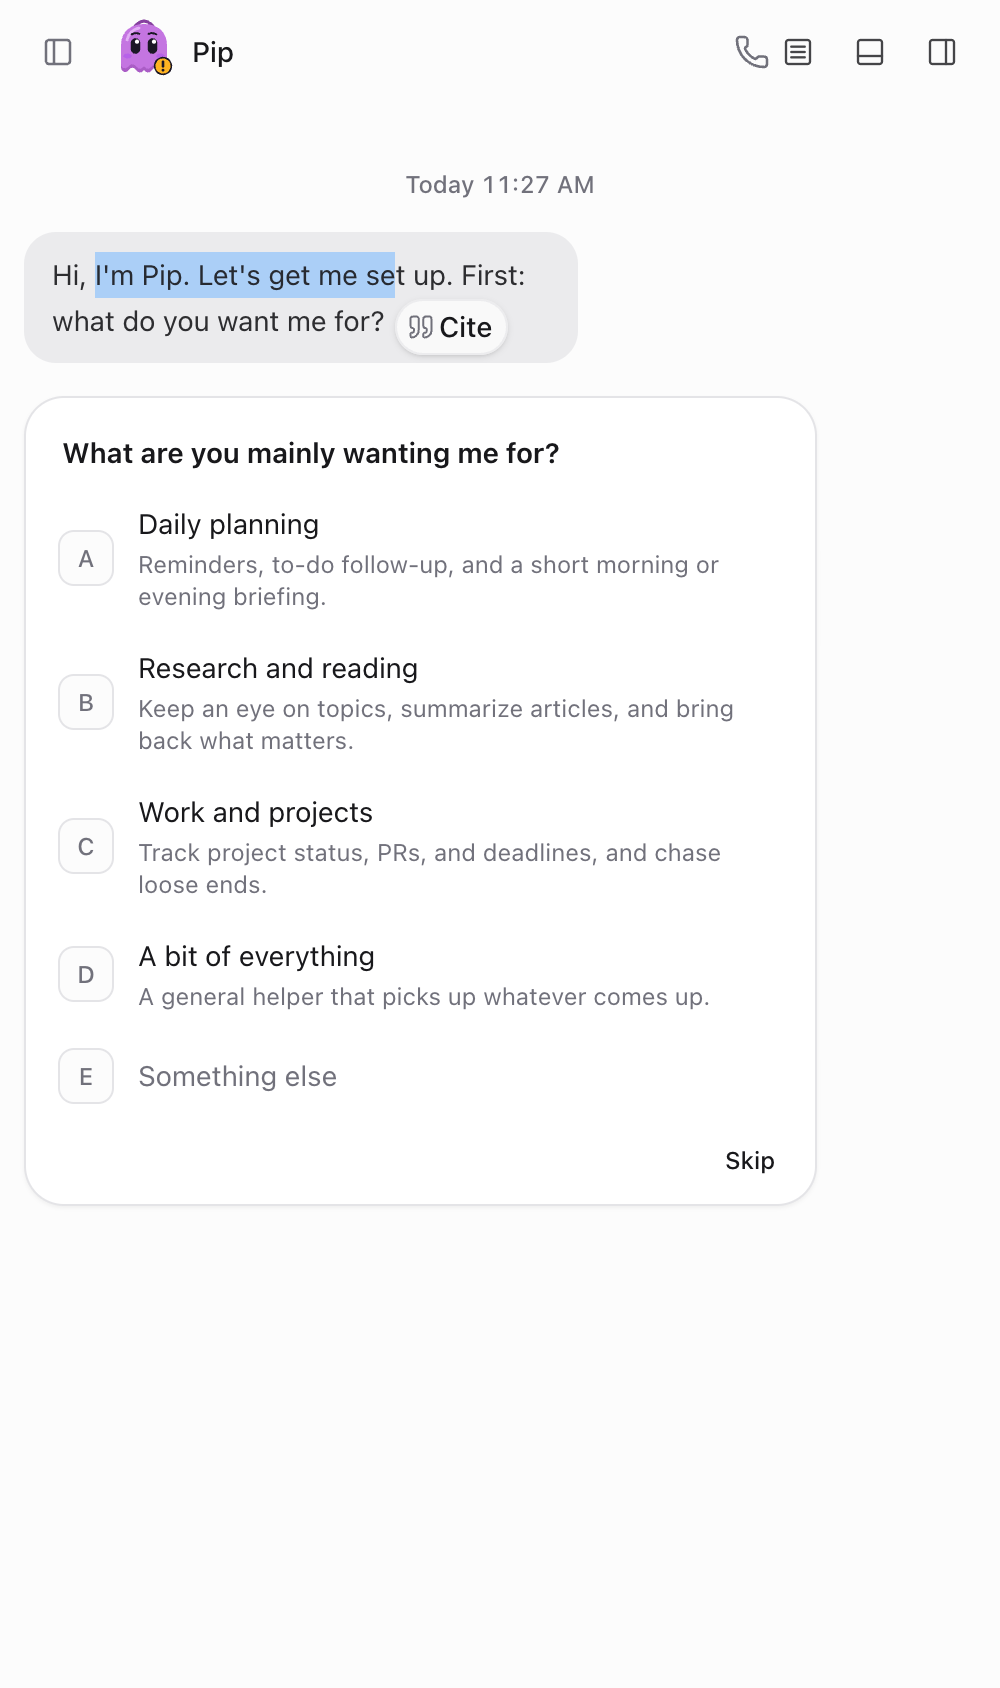 Pip
Today 11:27 AM
Hi, I'm Pip. Let's get me set up. First:
what do you want me for?
Cite
What are you mainly wanting me for?
A
Daily planning
Reminders, to-do follow-up, and a short morning or
evening briefing.
B
Research and reading
Keep an eye on topics, summarize articles, and bring
back what matters.
C
Work and projects
Track project status, PRs, and deadlines, and chase
loose ends.
D
A bit of everything
A general helper that picks up whatever comes up.
E
Something else
Skip